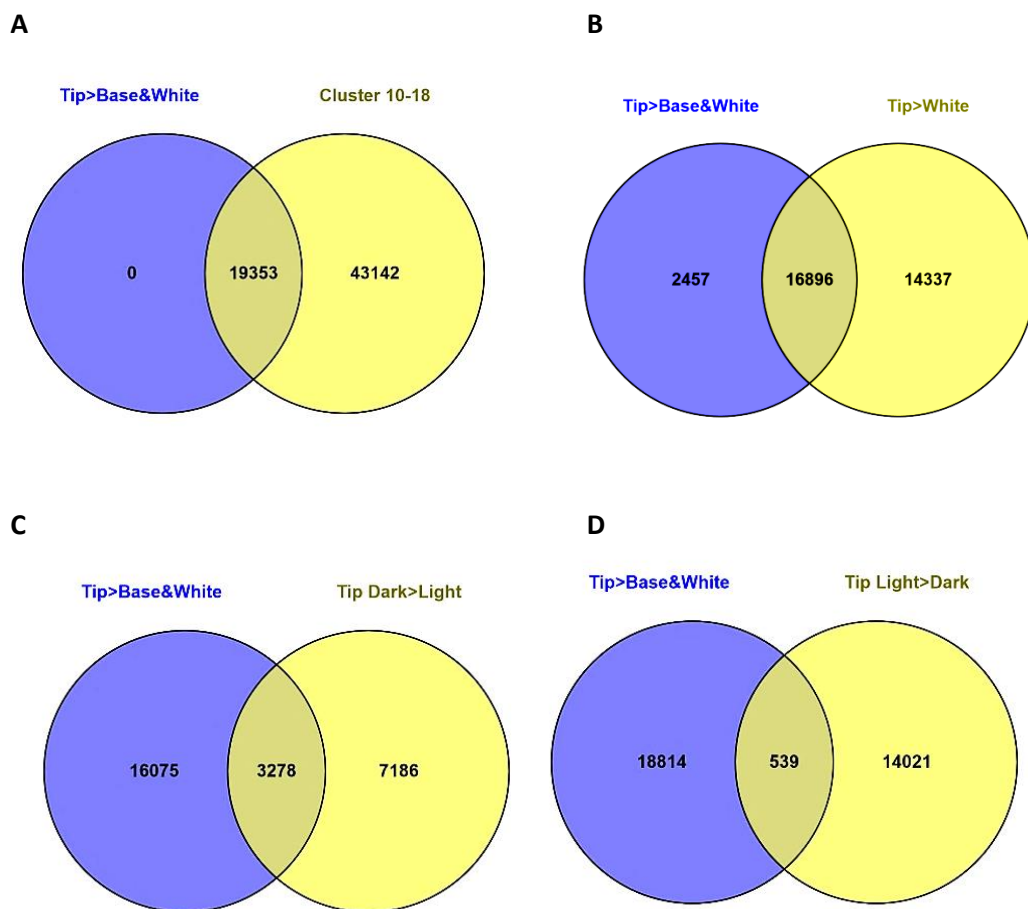 A
B
Tip>Base&White
Cluster 10-18
Tip>Base&White
Tip>White
0
19353
43142
2457
16896
14337
C
D
Tip>Base&White
Tip Dark>Light
Tip>Base&White
Tip Light>Dark
16075
3278
7186
18814
539
14021